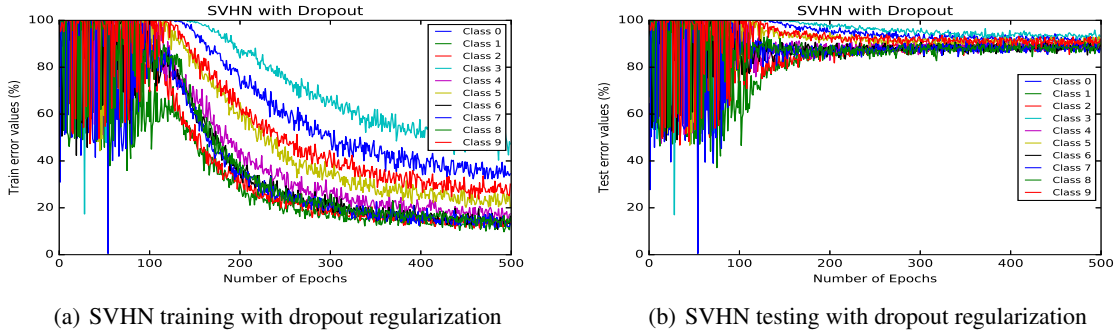 SVHN with Dropout
Train error values (%)
100
80
60
40
20
0
0 100 200 300 400 500
Number of Epochs
Class 0
Class 1
Class 2
Class 3
Class 4
Class 5
Class 6
Class 7
Class 8
Class 9
(a) SVHN training with dropout regularization
SVHN with Dropout
Test error values (%)
100
80
60
40
20
0
0 100 200 300 400 500
Number of Epochs
Class 0
Class 1
Class 2
Class 3
Class 4
Class 5
Class 6
Class 7
Class 8
Class 9
(b) SVHN testing with dropout regularization